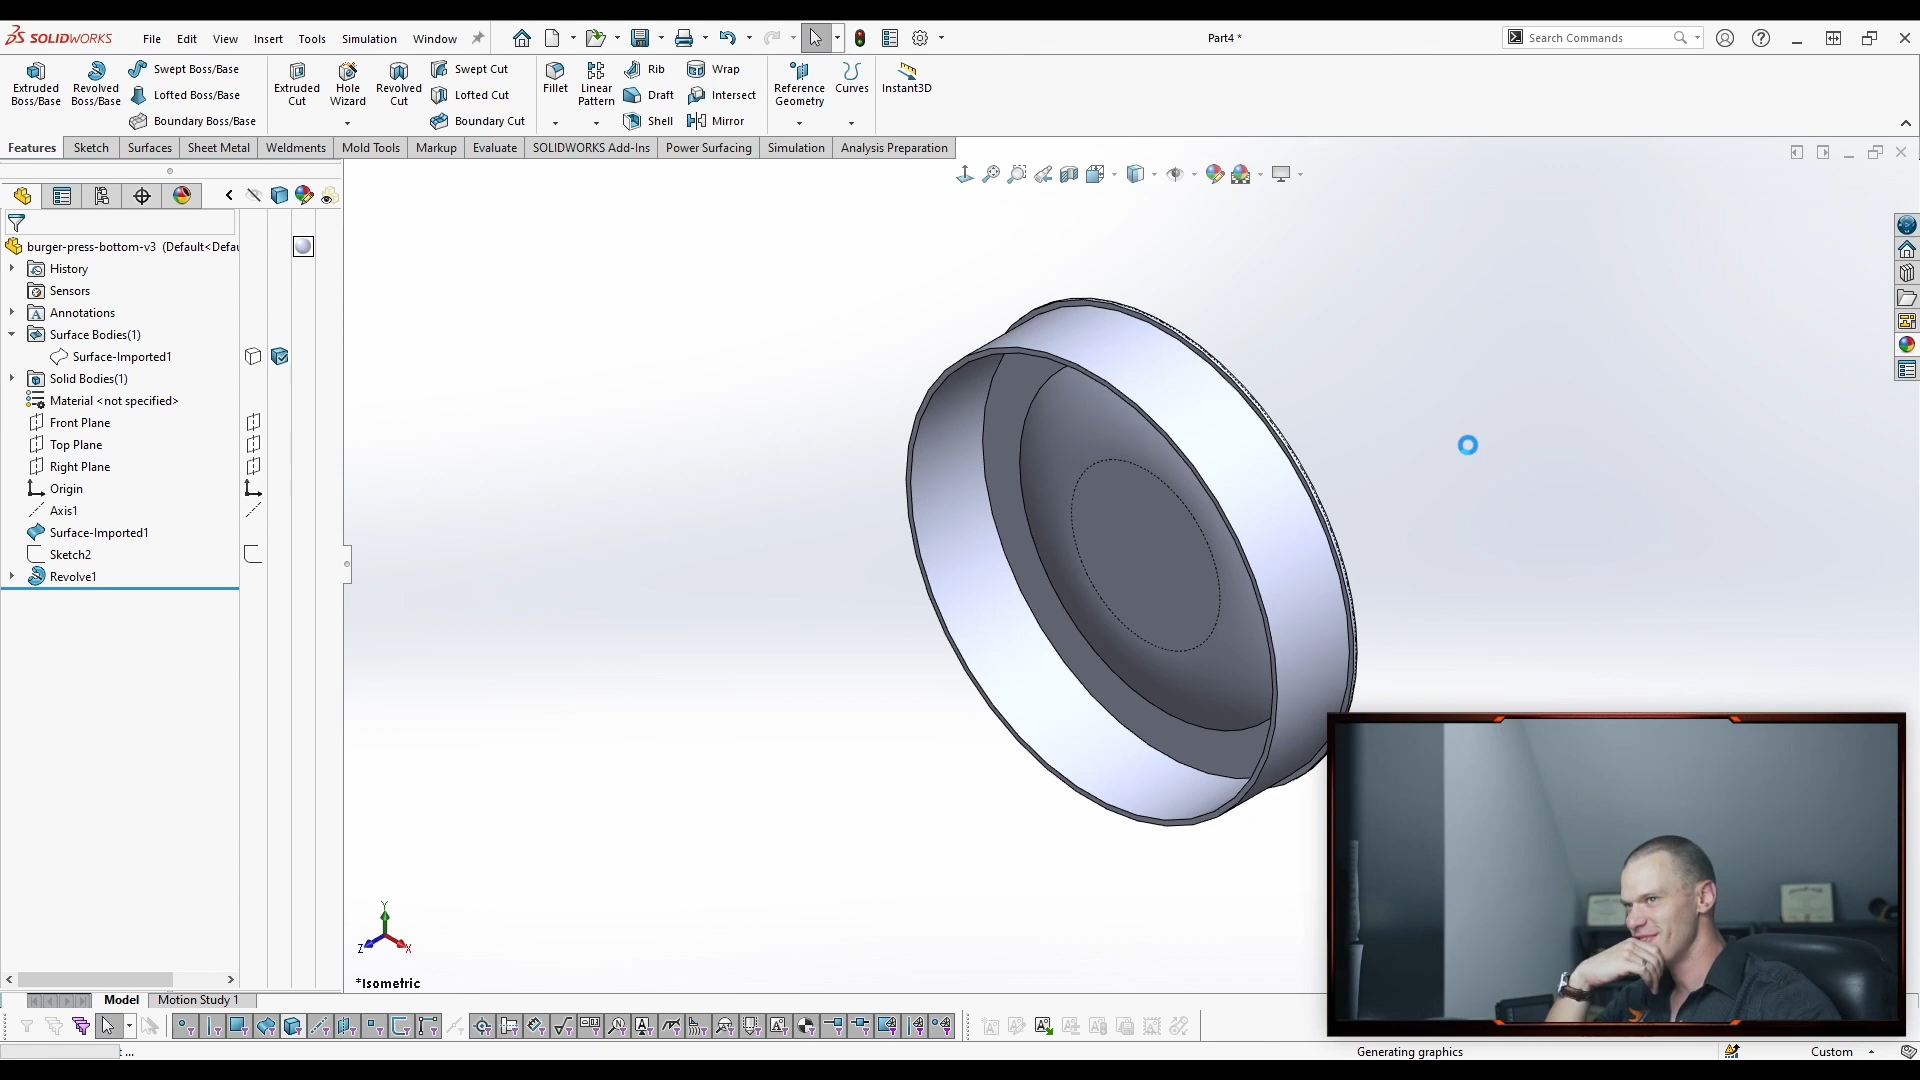 SOLIDWORKS File Edit View Insert Tools Simulation Window Part4 * Search Commands
Extruded Boss/Base
Revolved Boss/Base
Swept Boss/Base
Lofted Boss/Base
Boundary Boss/Base
Extruded Cut
Hole Wizard
Revolved Cut
Swept Cut
Lofted Cut
Boundary Cut
Fillet
Linear Pattern
Rib
Draft
Shell
Wrap
Intersect
Mirror
Reference Geometry
Curves
Instant3D
Features Sketch Surfaces Sheet Metal Weldments Mold Tools Markup Evaluate SOLIDWORKS Add-Ins Power Surfacing Simulation Analysis Preparation
burger-press-bottom-v3 (Default<Defau
History
Sensors
Annotations
Surface Bodies(1)
Surface-Imported1
Solid Bodies(1)
Material <not specified>
Front Plane
Top Plane
Right Plane
Origin
Axis1
Surface-Imported1
Sketch2
Revolve1
Y
Z
X
*Isometric
Model Motion Study 1
Generating graphics Custom